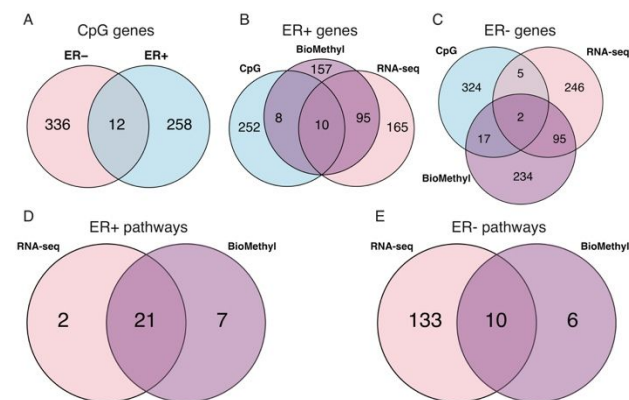 A
CpG genes
ER−
ER+
336
12
258
B
ER+ genes
BioMethyl
CpG
RNA-seq
157
252
8
10
95
165
C
ER- genes
CpG
RNA-seq
324
5
246
2
17
95
BioMethyl
234
D
ER+ pathways
RNA-seq
BioMethyl
2
21
7
E
ER- pathways
RNA-seq
BioMethyl
133
10
6